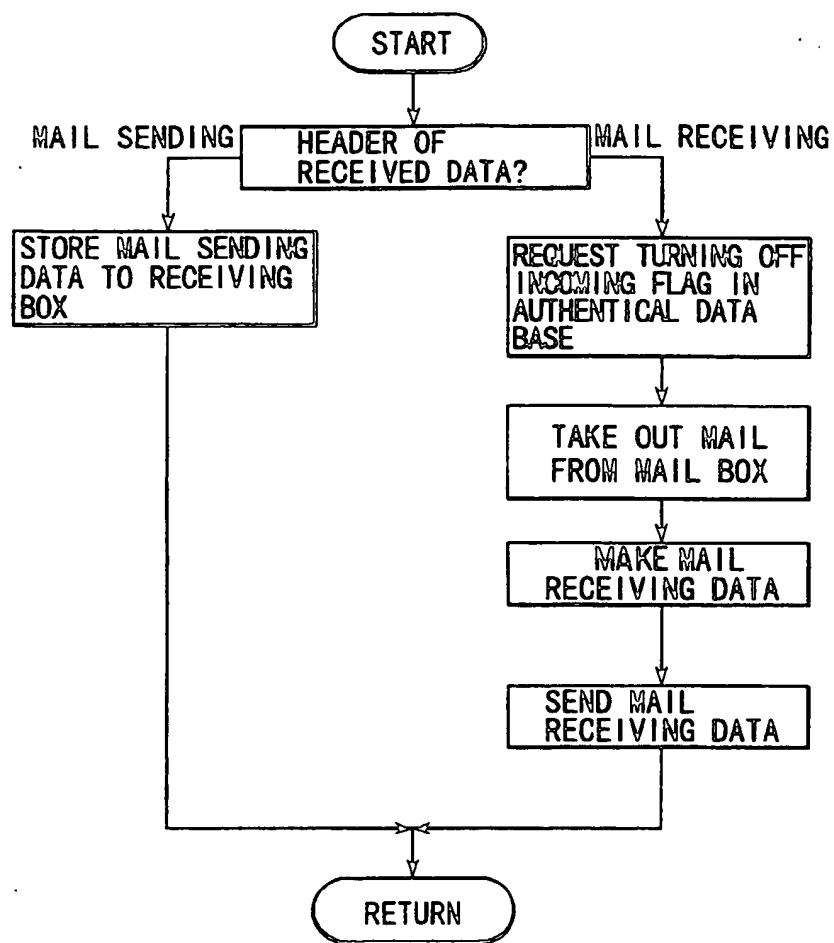 START
MAIL SENDING
HEADER OF
RECEIVED DATA?
MAIL RECEIVING
STORE MAIL SENDING
DATA TO RECEIVING
BOX
REQUEST TURNING OFF
INCOMING FLAG IN
AUTHENTICAL DATA
BASE
TAKE OUT MAIL
FROM MAIL BOX
MAKE MAIL
RECEIVING DATA
SEND MAIL
RECEIVING DATA
RETURN